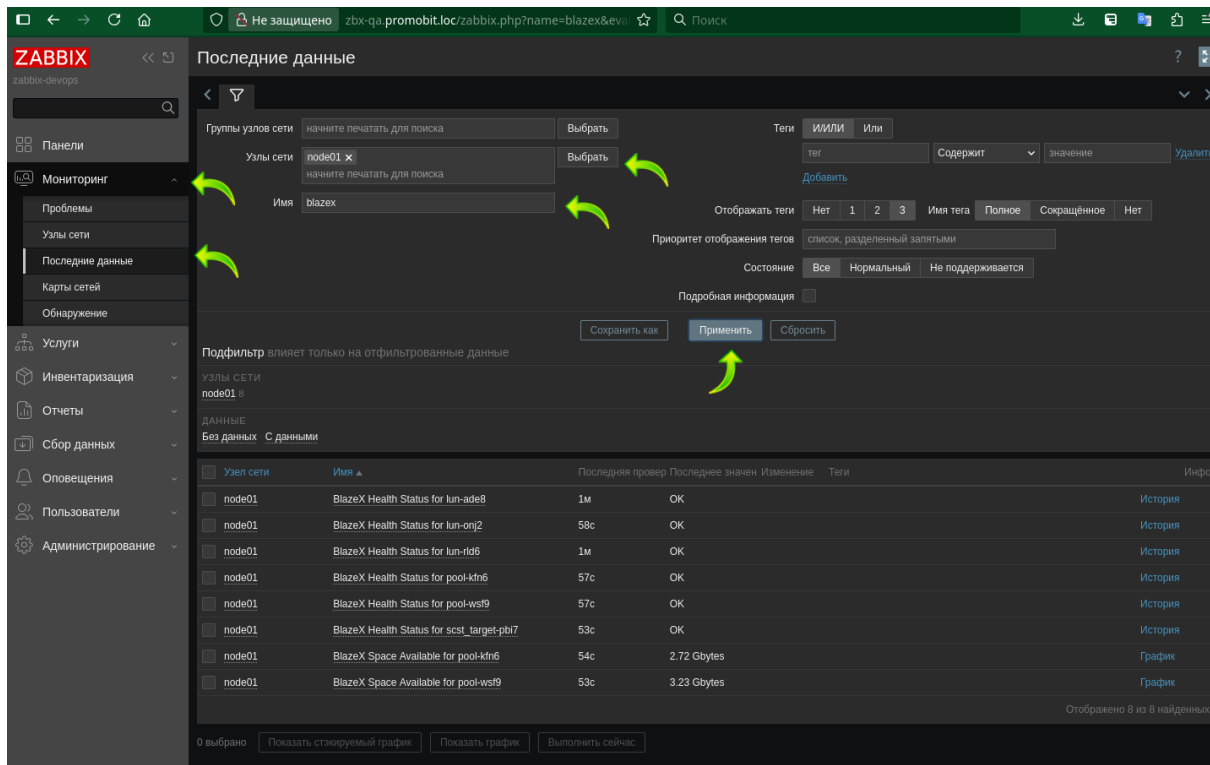 Не защищено zbx-qa.promobit.loc/zabbix.php?name=blazex&eva Поиск
ZABBIX
zabbix-devops
Последние данные ?
Группы узлов сети начните печатать для поиска Выбрать Теги И/ИЛИ Или
Узлы сети node01 Выбрать тег Содержит значение Удалить
начните печатать для поиска Добавить
Имя blazex Отображать теги Нет 1 2 3 Имя тега Полное Сокращённое Нет
Приоритет отображения тегов список, разделенный запятыми
Состояние Все Нормальный Не поддерживается
Подробная информация
Сохранить как Применить Сбросить
Панели
Мониторинг
Проблемы
Узлы сети
Последние данные
Карты сетей
Обнаружение
Услуги
Инвентаризация
Отчеты
Сбор данных
Оповещения
Пользователи
Администрирование
Подфильтр влияет только на отфильтрованные данные
УЗЛЫ СЕТИ
node01 8
ДАННЫЕ
Без данных С данными
Узел сети Имя Последняя провер Последнее значен Изменение Теги Инфо
node01 BlazeX Health Status for lun-ade8 1м OK История
node01 BlazeX Health Status for lun-onj2 58с OK История
node01 BlazeX Health Status for lun-rld6 1м OK История
node01 BlazeX Health Status for pool-kfn6 57с OK История
node01 BlazeX Health Status for pool-wsf9 57с OK История
node01 BlazeX Health Status for scst_target-pbi7 53с OK История
node01 BlazeX Space Available for pool-kfn6 54с 2.72 Gbytes График
node01 BlazeX Space Available for pool-wsf9 53с 3.23 Gbytes График
Отображено 8 из 8 найденных
0 выбрано Показать стэкируемый график Показать график Выполнить сейчас